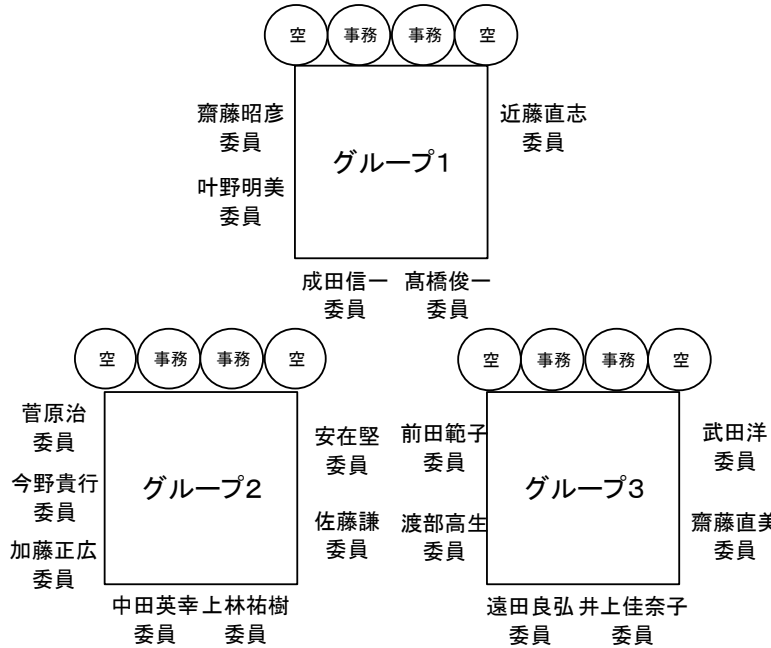 空 事務 事務 空
齋藤昭彦
委員
近藤直志
委員
グループ1
叶野明美
委員
成田信一
委員
髙橋俊一
委員
空 事務 事務 空
菅原治
委員
安在堅
委員
今野貴行
委員
グループ2
佐藤謙
委員
加藤正広
委員
中田英幸
委員
上林祐樹
委員
空 事務 事務 空
前田範子
委員
武田洋
委員
グループ3
渡部高生
委員
齋藤直美
委員
遠田良弘
委員
井上佳奈子
委員